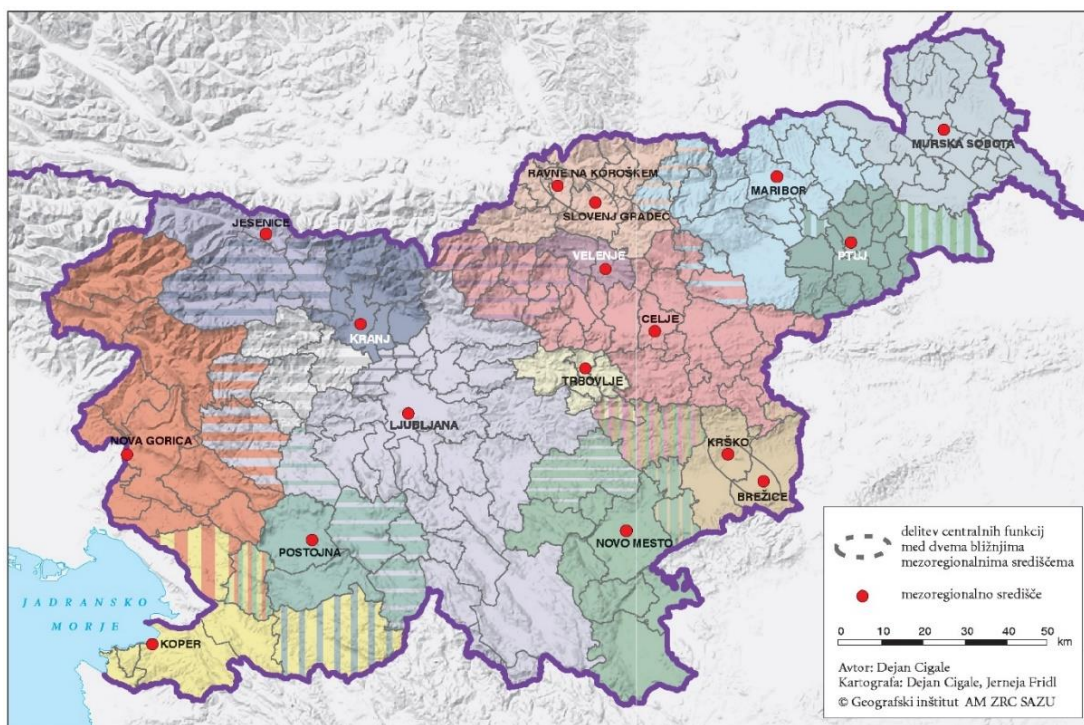 MURSKA SOBOTA
RAVNE NA KOROŠKEM
MARIBOR
SLOVENJ GRADEC
JESENICE
PTUJ
VELENJE
KRANJ
CELJE
TRBOVLJE
LJUBLJANA
NOVA GORICA
KRŠKO
BREŽICE
POSTOJNA
NOVO MESTO
JADRANSKO
MORJE
KOPER
delitev centralnih funkcij
med dvema bližnjima
mezoregionalnima središčema
mezoregionalno središče
0 10 20 30 40 50 km
Avtor: Dejan Cigale
Kartografa: Dejan Cigale, Jerneja Fridl
© Geografski inštitut AM ZRC SAZU